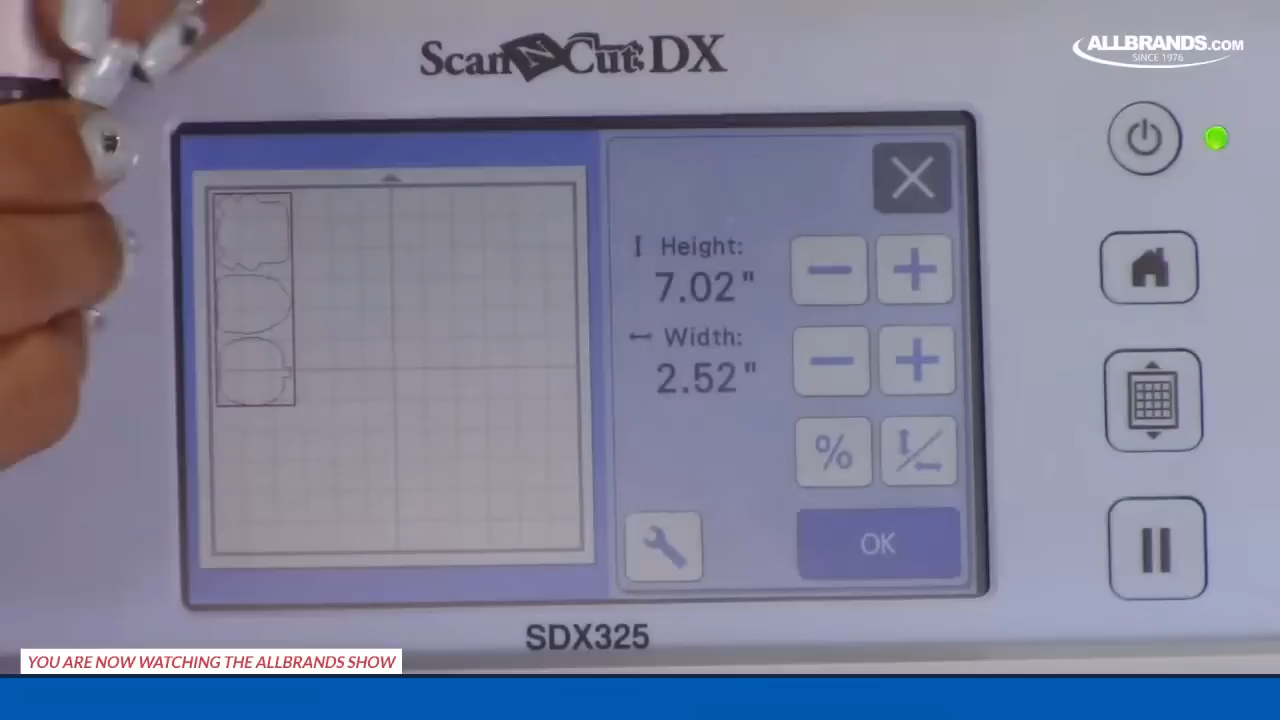 ScanNCut DX
ALLBRANDS.COM
SINCE 1976
Height:
7.02"
Width:
2.52"
%
OK
SDX325
YOU ARE NOW WATCHING THE ALLBRANDS SHOW